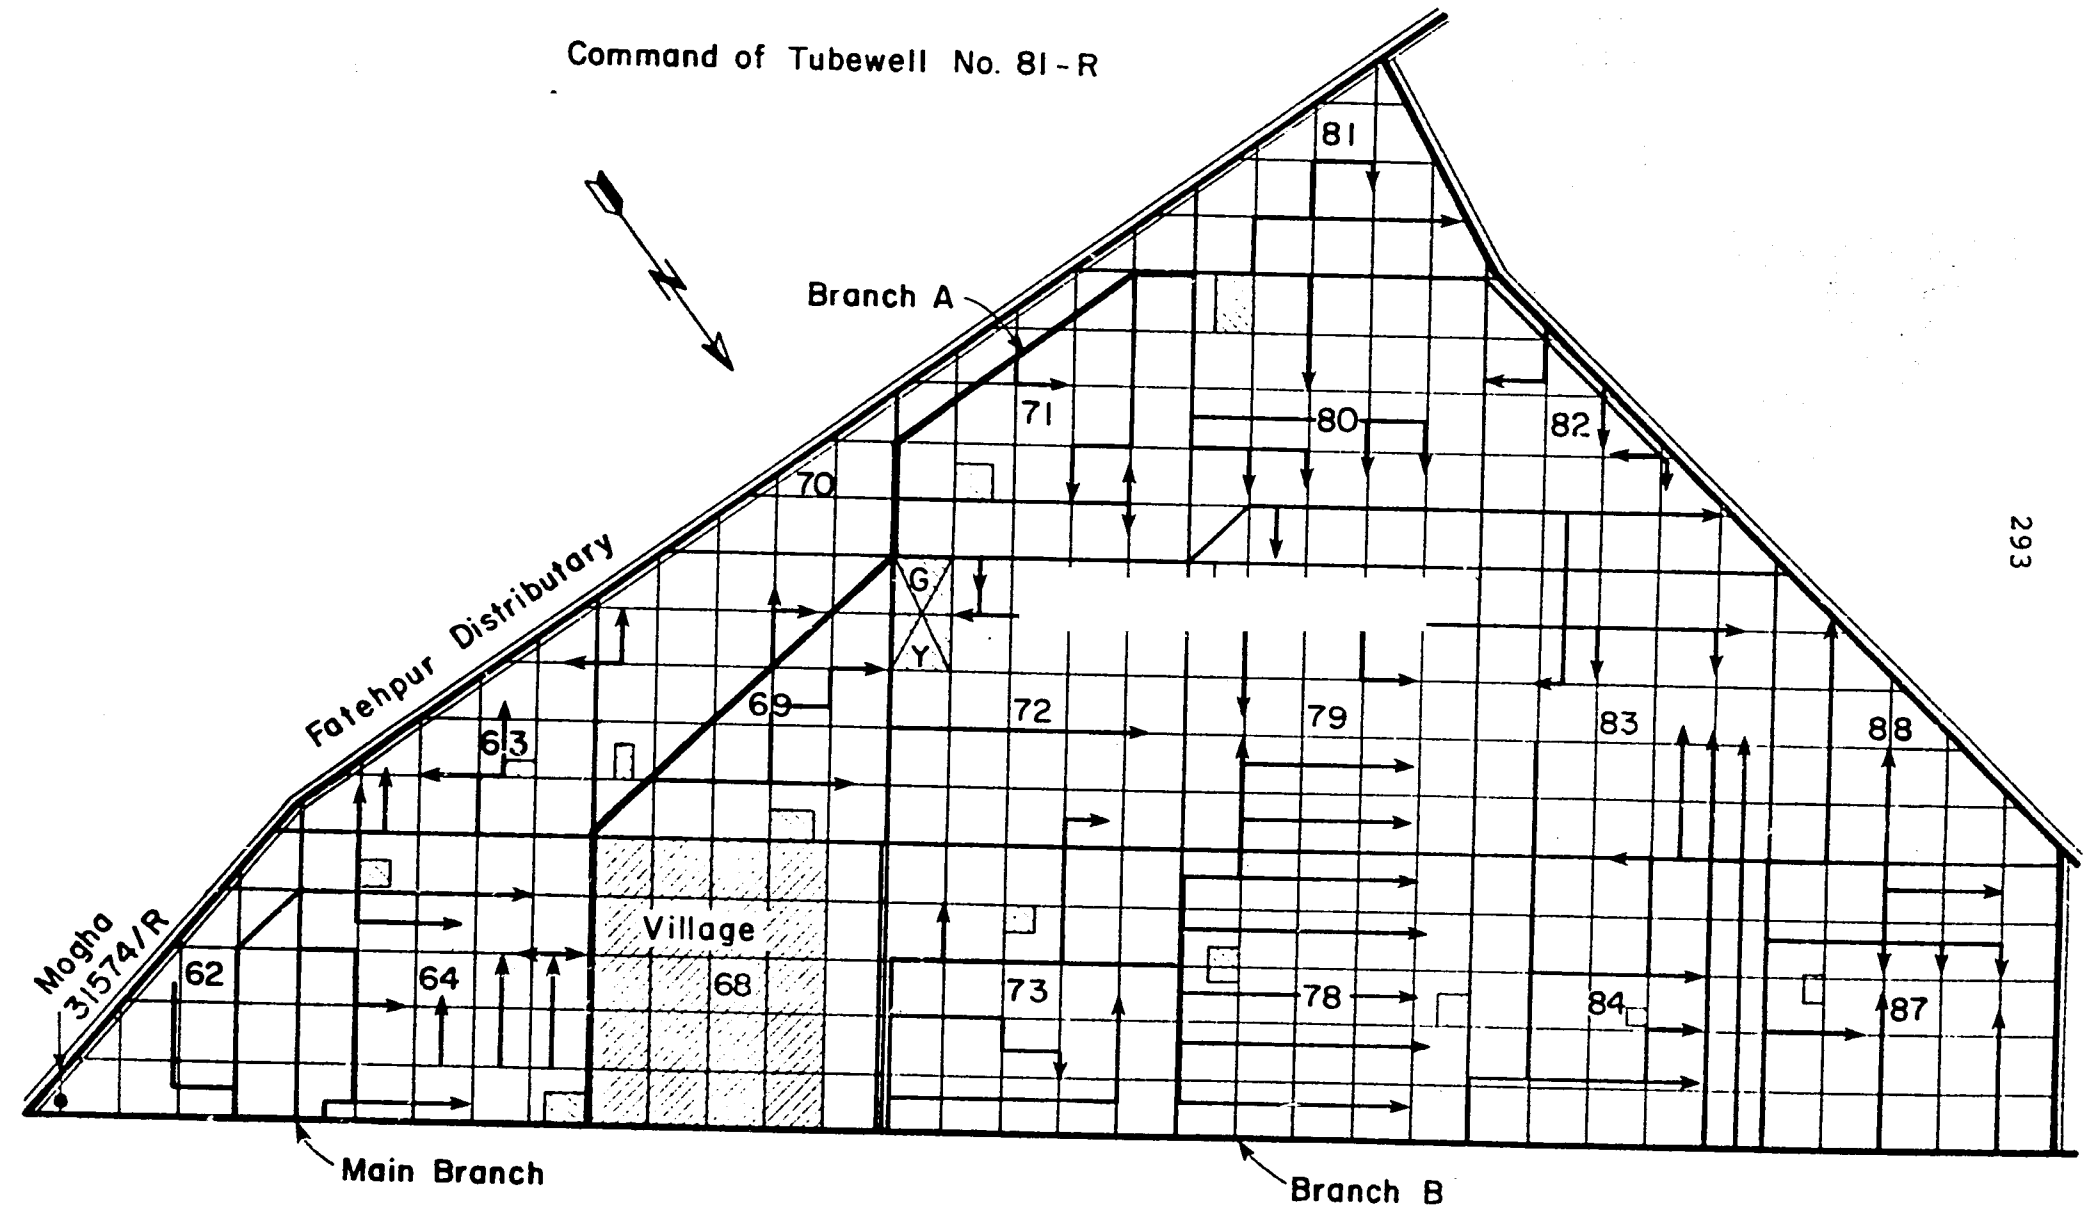 Command of Tubewell No. 81-R
81
Branch A
N
71
80
82
70
Fatehpur Distributary
293
G
Y
69
72
79
83
88
63
Mogha
31574/R
62
64
Village
68
73
78
84
87
Main Branch
Branch B